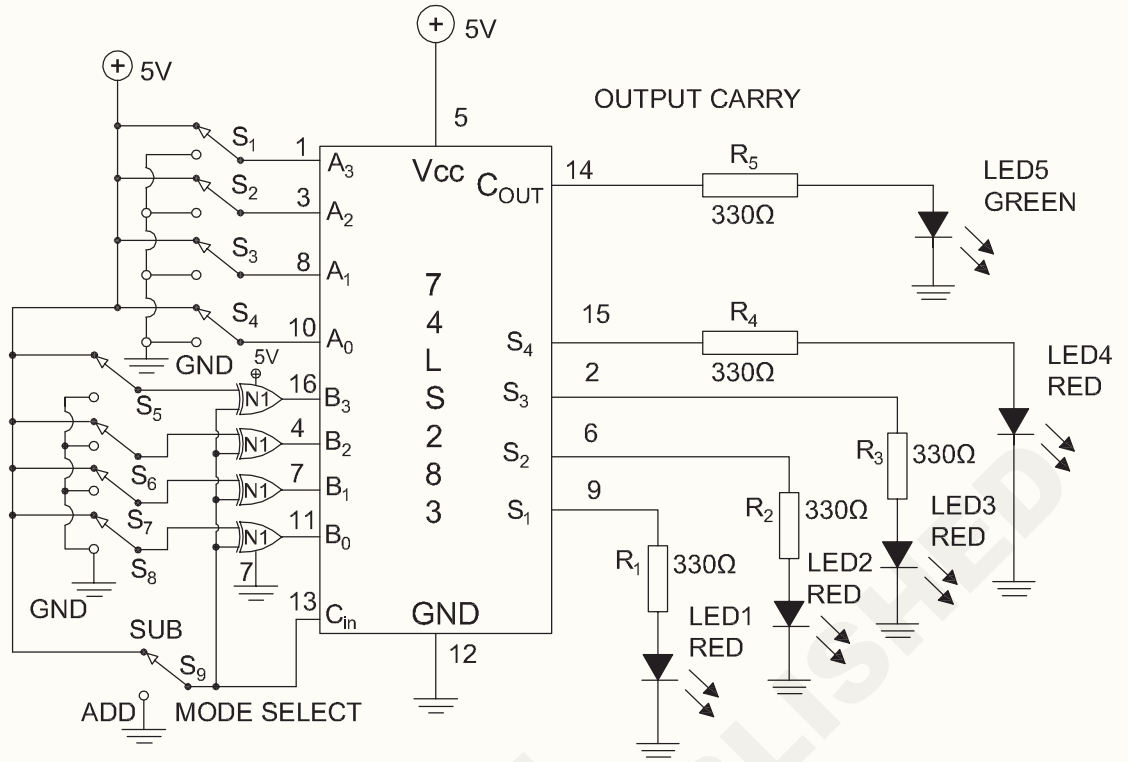 5V
5V
OUTPUT CARRY
5
S1
1
A3
Vcc
COUT
14
R5
330Ω
LED5
GREEN
S2
3
A2
S3
8
A1
S4
10
A0
GND
7
4
L
S
2
8
3
S4
15
R4
330Ω
LED4
RED
5V
S5
N1
16
B3
S3
2
R3
330Ω
LED3
RED
S6
N1
4
B2
S2
6
R2
330Ω
LED2
RED
S7
N1
7
B1
S1
9
R1
330Ω
LED1
RED
S8
N1
11
B0
7
GND
13
Cin
GND
12
SUB
S9
ADD
MODE SELECT